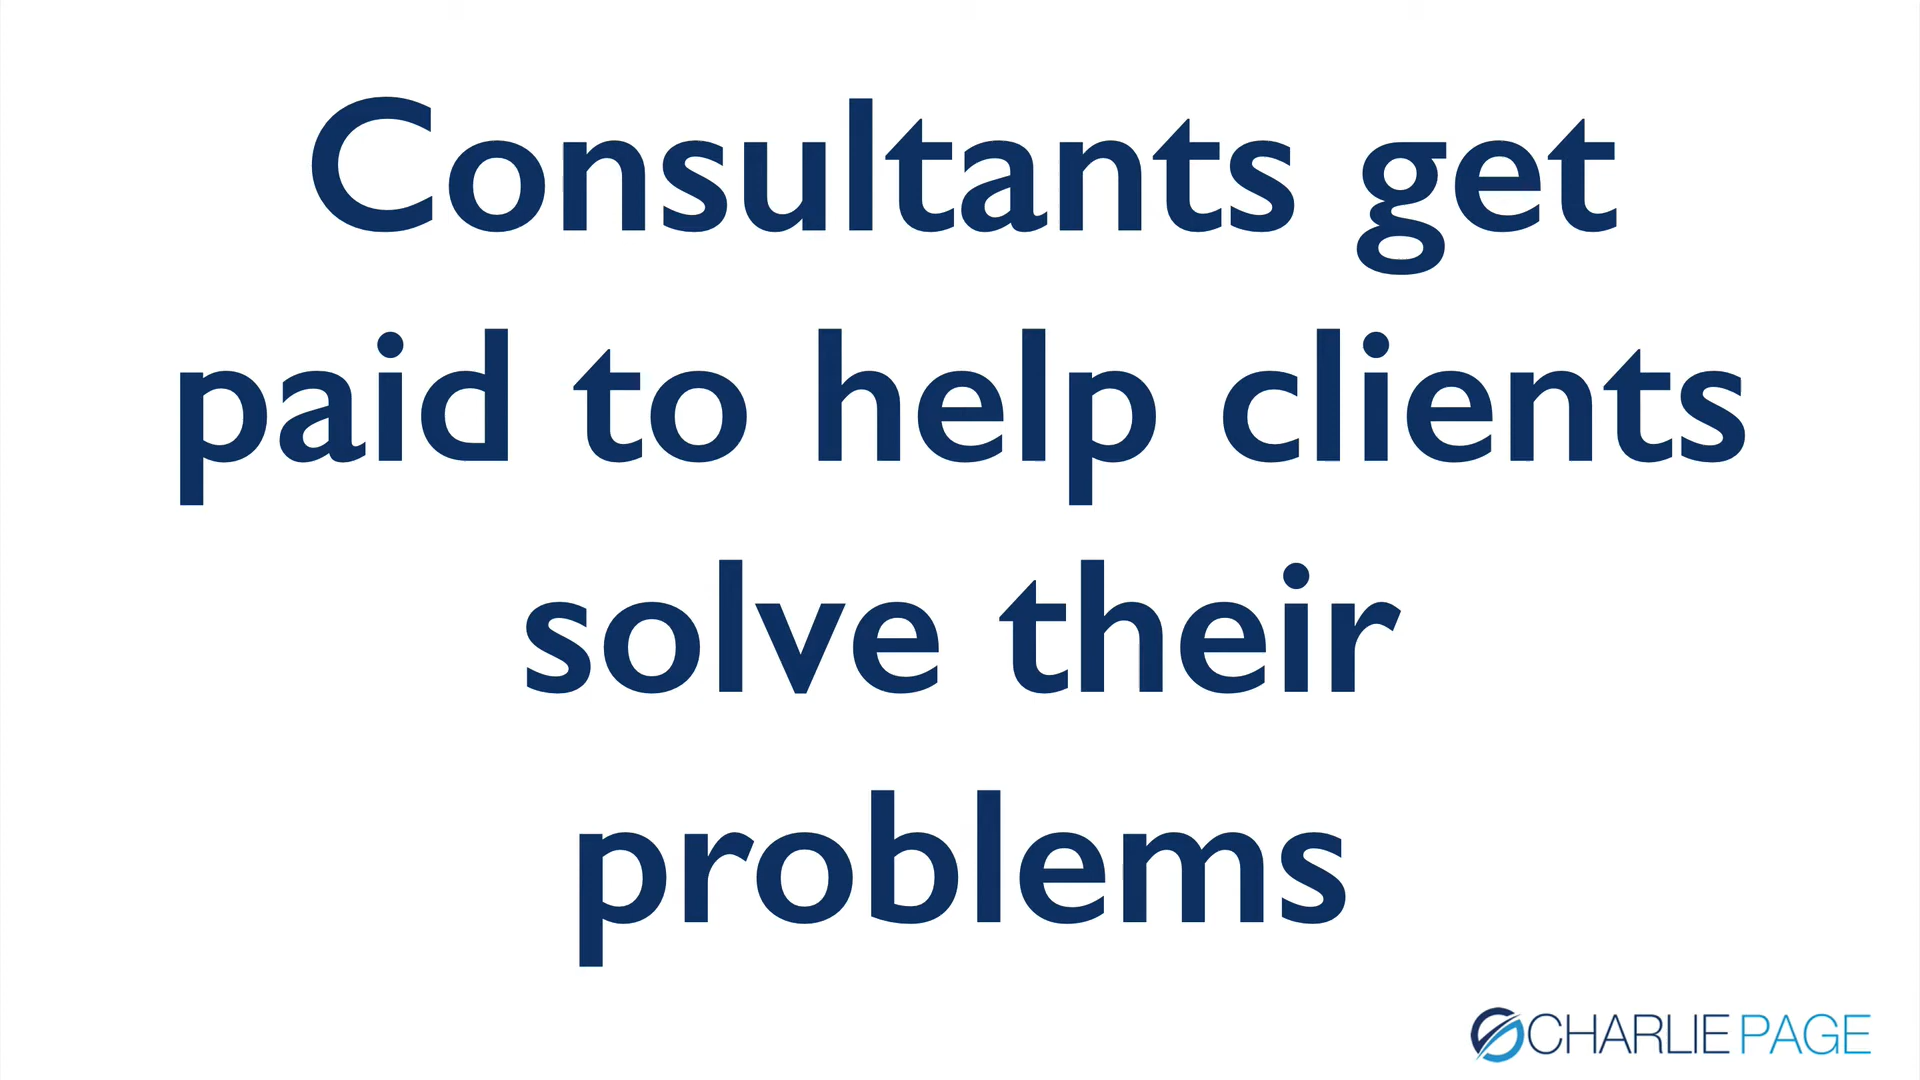 Consultants get
paid to help clients
solve their
problems
CHARLIE PAGE